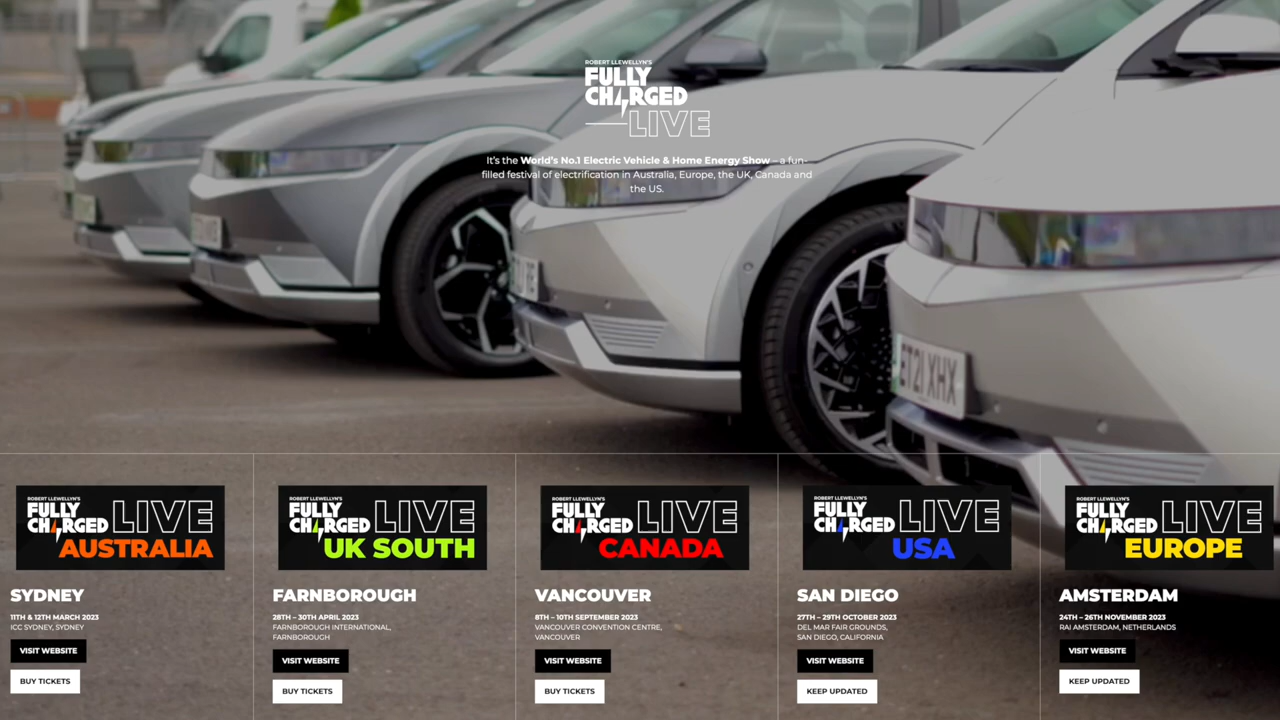 ROBERT LLEWELLYN'S
FULLY
CHARGED
LIVE
It's the World's No.1 Electric Vehicle & Home Energy Show – a fun-
filled festival of electrification in Australia, Europe, the UK, Canada and
the US.
ET21 XHX
ROBERT LLEWELLYN'S
FULLY
CHARGED LIVE
AUSTRALIA
SYDNEY
11TH & 12TH MARCH 2023
ICC SYDNEY, SYDNEY
VISIT WEBSITE
BUY TICKETS
ROBERT LLEWELLYN'S
FULLY
CHARGED LIVE
UK SOUTH
FARNBOROUGH
28TH – 30TH APRIL 2023
FARNBOROUGH INTERNATIONAL,
FARNBOROUGH
VISIT WEBSITE
BUY TICKETS
ROBERT LLEWELLYN'S
FULLY
CHARGED LIVE
CANADA
VANCOUVER
8TH – 10TH SEPTEMBER 2023
VANCOUVER CONVENTION CENTRE,
VANCOUVER
VISIT WEBSITE
BUY TICKETS
ROBERT LLEWELLYN'S
FULLY
CHARGED LIVE
USA
SAN DIEGO
27TH – 29TH OCTOBER 2023
DEL MAR FAIR GROUNDS,
SAN DIEGO, CALIFORNIA
VISIT WEBSITE
KEEP UPDATED
ROBERT LLEWELLYN'S
FULLY
CHARGED LIVE
EUROPE
AMSTERDAM
24TH – 26TH NOVEMBER 2023
RAI AMSTERDAM, NETHERLANDS
VISIT WEBSITE
KEEP UPDATED